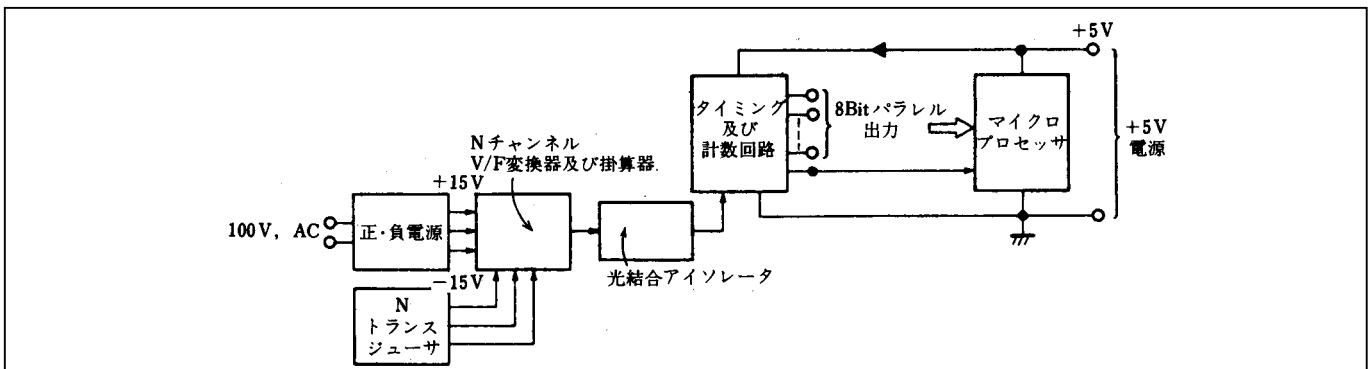 +5V
タイミング
及び
計数回路
8Bitパラレル
出力
マイクロ
プロセッサ
+5V
電源
Nチャンネル
V/F変換器及び掛算器.
+15V
100V, AC
正・負電源
光結合アイソレータ
-15V
N
トランス
ジューサ